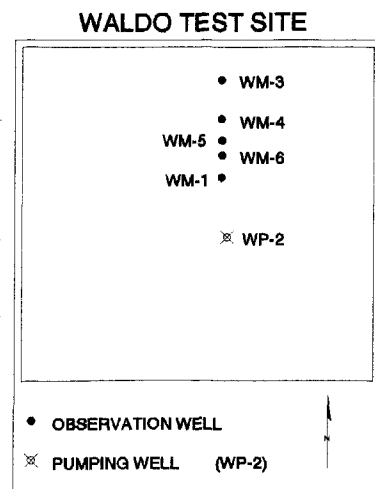 WALDO TEST SITE
WM-3
WM-4
WM-5
WM-6
WM-1
WP-2
OBSERVATION WELL
N
PUMPING WELL (WP-2)